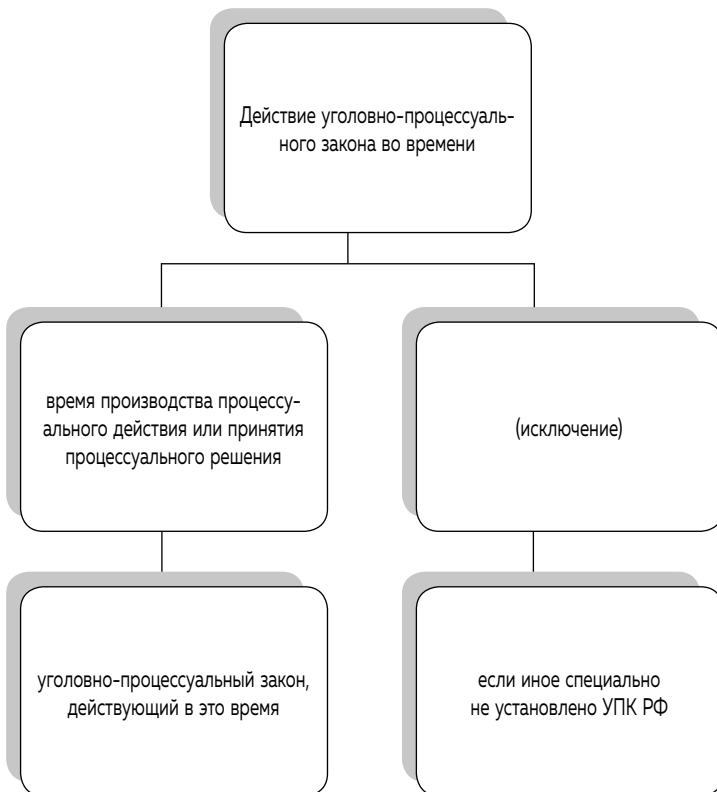 Действие уголовно-процессуаль-
ного закона во времени
время производства процессу-
ального действия или принятия
процессуального решения
(исключение)
уголовно-процессуальный закон,
действующий в это время
если иное специально
не установлено УПК РФ